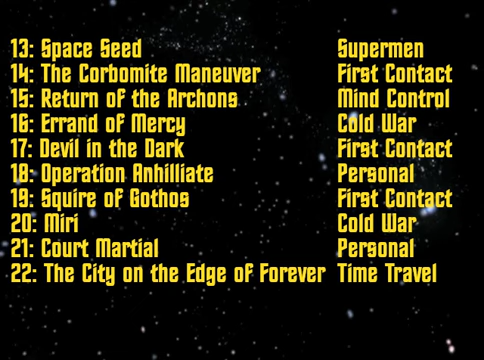 13: Space Seed Supermen
14: The Corbomite Maneuver First Contact
15: Return of the Archons Mind Control
16: Errand of Mercy Cold War
17: Devil in the Dark First Contact
18: Operation Anhilliate Personal
19: Squire of Gothos First Contact
20: Miri Cold War
21: Court Martial Personal
22: The City on the Edge of Forever Time Travel